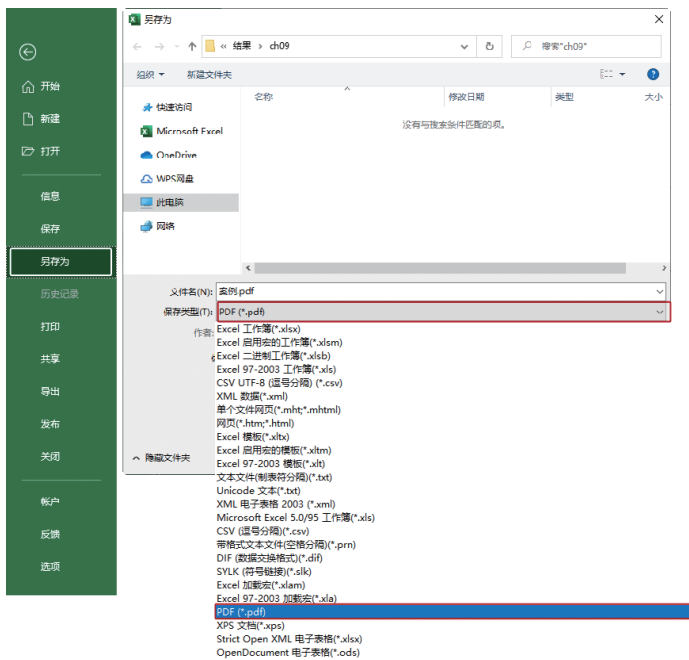 另存为
« 结果 › ch09
搜索"ch09"
组织
新建文件夹
开始
新建
打开
信息
保存
另存为
历史记录
打印
共享
导出
发布
关闭
帐户
反馈
选项
名称
修改日期
类型
大小
没有与搜索条件匹配的项。
快速访问
Microsoft Excel
OneDrive
WPS网盘
此电脑
网络
文件名(N): 案例.pdf
保存类型(T): PDF (*.pdf)
作者:
隐藏文件夹
Excel 工作簿(*.xlsx)
Excel 启用宏的工作簿(*.xlsm)
Excel 二进制工作簿(*.xlsb)
Excel 97-2003 工作簿(*.xls)
CSV UTF-8 (逗号分隔) (*.csv)
XML 数据(*.xml)
单个文件网页(*.mht;*.mhtml)
网页(*.htm;*.html)
Excel 模板(*.xltx)
Excel 启用宏的模板(*.xltm)
Excel 97-2003 模板(*.xlt)
文本文件(制表符分隔)(*.txt)
Unicode 文本(*.txt)
XML 电子表格 2003 (*.xml)
Microsoft Excel 5.0/95 工作簿(*.xls)
CSV (逗号分隔)(*.csv)
带格式文本文件(空格分隔)(*.prn)
DIF (数据交换格式)(*.dif)
SYLK (符号链接)(*.slk)
Excel 加载宏(*.xlam)
Excel 97-2003 加载宏(*.xla)
PDF (*.pdf)
XPS 文档(*.xps)
Strict Open XML 电子表格(*.xlsx)
OpenDocument 电子表格(*.ods)